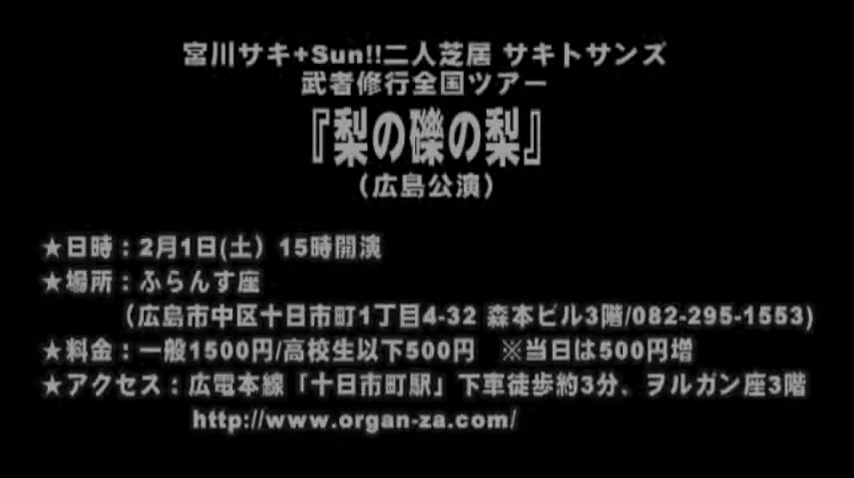 宮川サキ+Sun!!二人芝居 サキトサンズ
武者修行全国ツアー
『梨の礫の梨』
（広島公演）
★日時：2月1日(土) 15時開演
★場所：ふらんす座
（広島市中区十日市町1丁目4-32 森本ビル3階/082-295-1553)
★料金：一般1500円/高校生以下500円　※当日は500円増
★アクセス：広電本線「十日市町駅」下車徒歩約3分、ヲルガン座3階
http://www.organ-za.com/